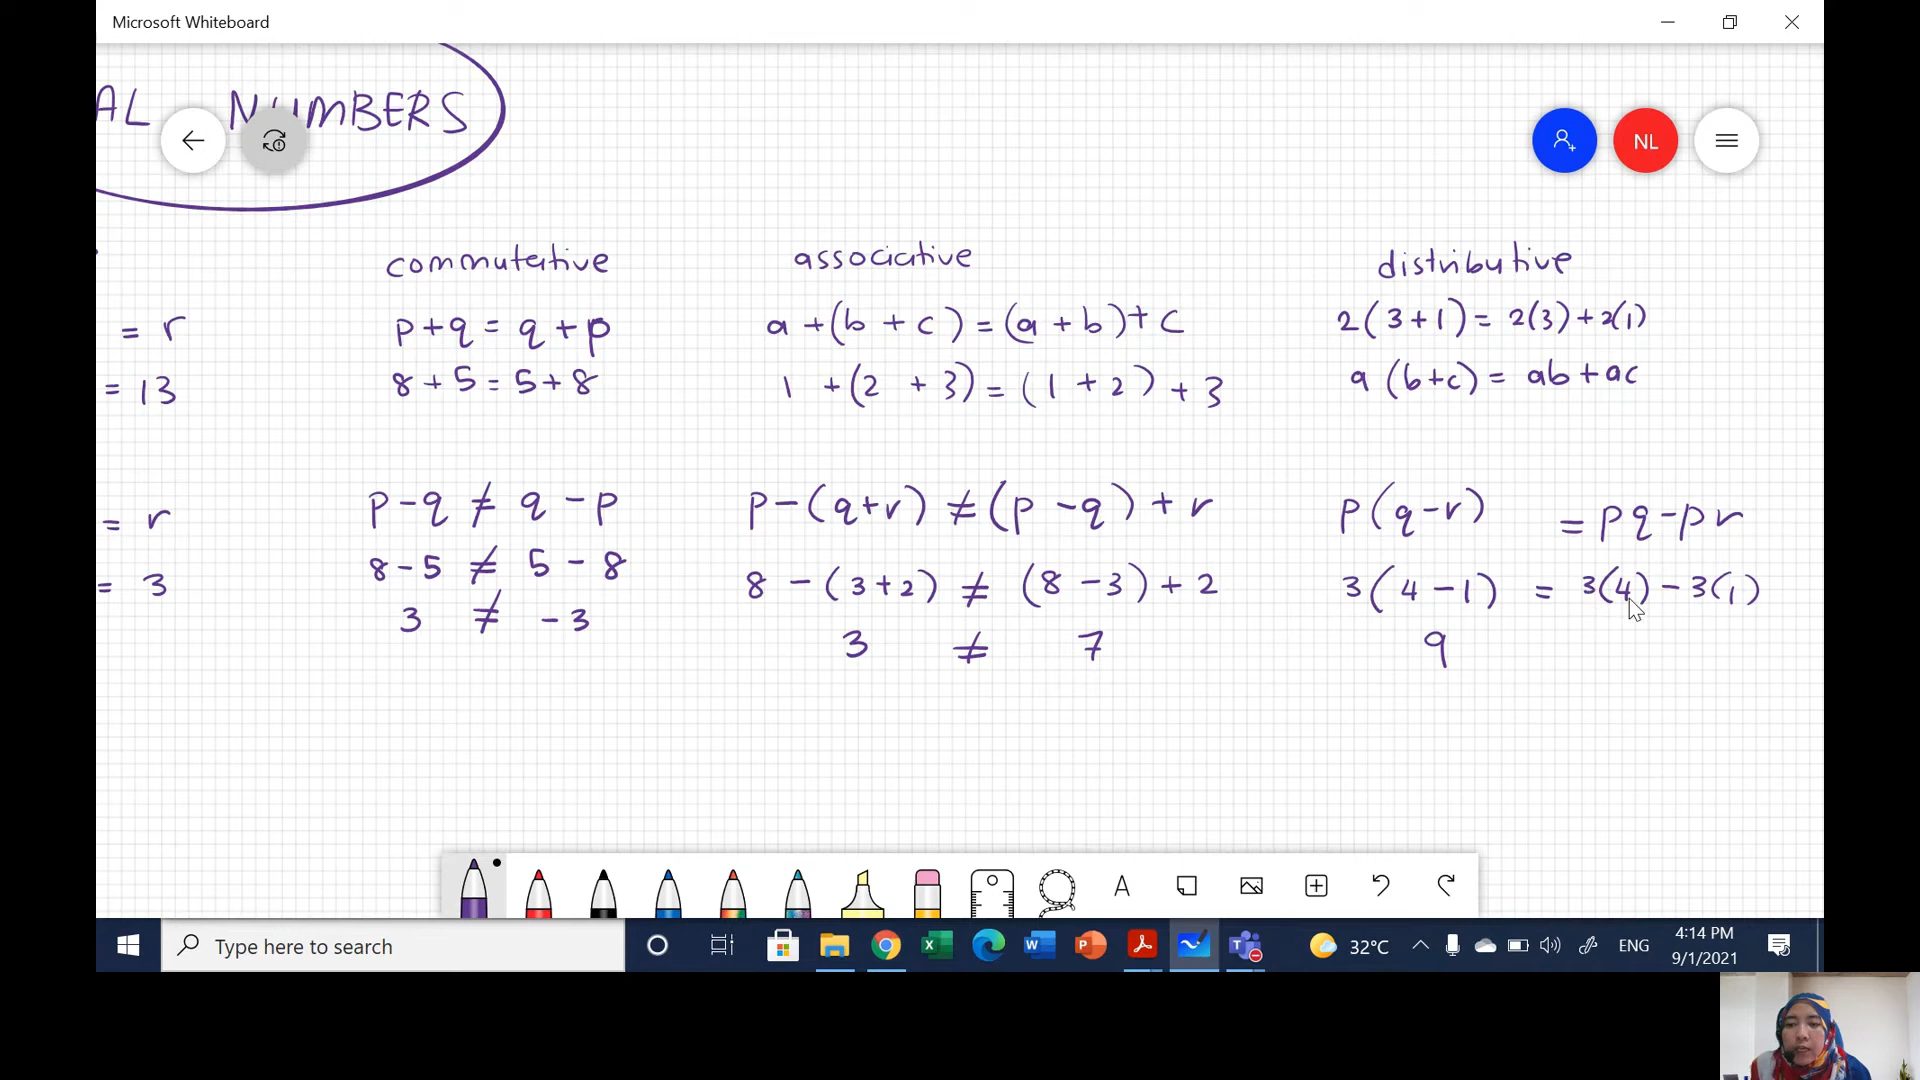 Microsoft Whiteboard
AL NUMBERS
NL
commutative
associative
distributive
= r
p+q = q+p
a+(b+c)=(a+b)+c
2(3+1)= 2(3)+2(1)
= 13
8+5=5+8
1+(2+3)=(1+2)+3
a(b+c)= ab+ac
= r
p-q ≠ q-p
p-(q+r) ≠ (p-q)+r
p(q-r) = pq-pr
= 3
8-5 ≠ 5-8
8-(3+2) ≠ (8-3)+2
3(4-1) = 3(4)-3(1)
3 ≠ -3
3 ≠ 7
9
A
Type here to search
32°C
ENG
4:14 PM
9/1/2021